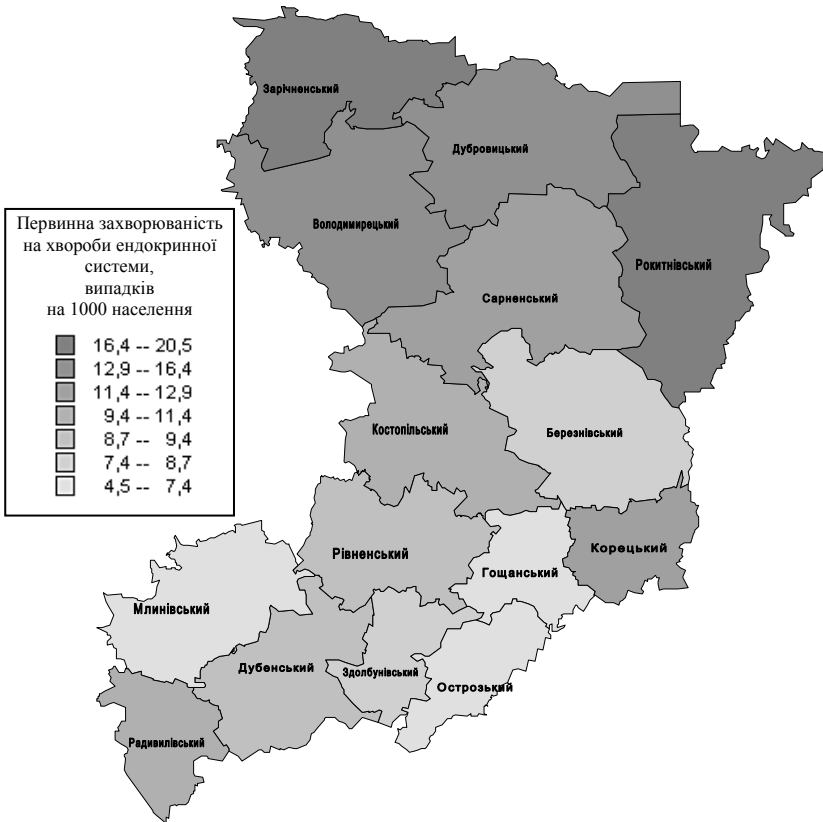 Зарічненський
Дубровицький
Володимирецький
Рокитнівський
Сарненський
Первинна захворюваність
на хвороби ендокринної
системи,
випадків
на 1000 населення
16,4 -- 20,5
12,9 -- 16,4
11,4 -- 12,9
9,4 -- 11,4
8,7 -- 9,4
7,4 -- 8,7
4,5 -- 7,4
Костопільський
Березнівський
Рівненський
Корецький
Гощанський
Млинівський
Дубенський
Здолбунівський
Острозький
Радивилівський